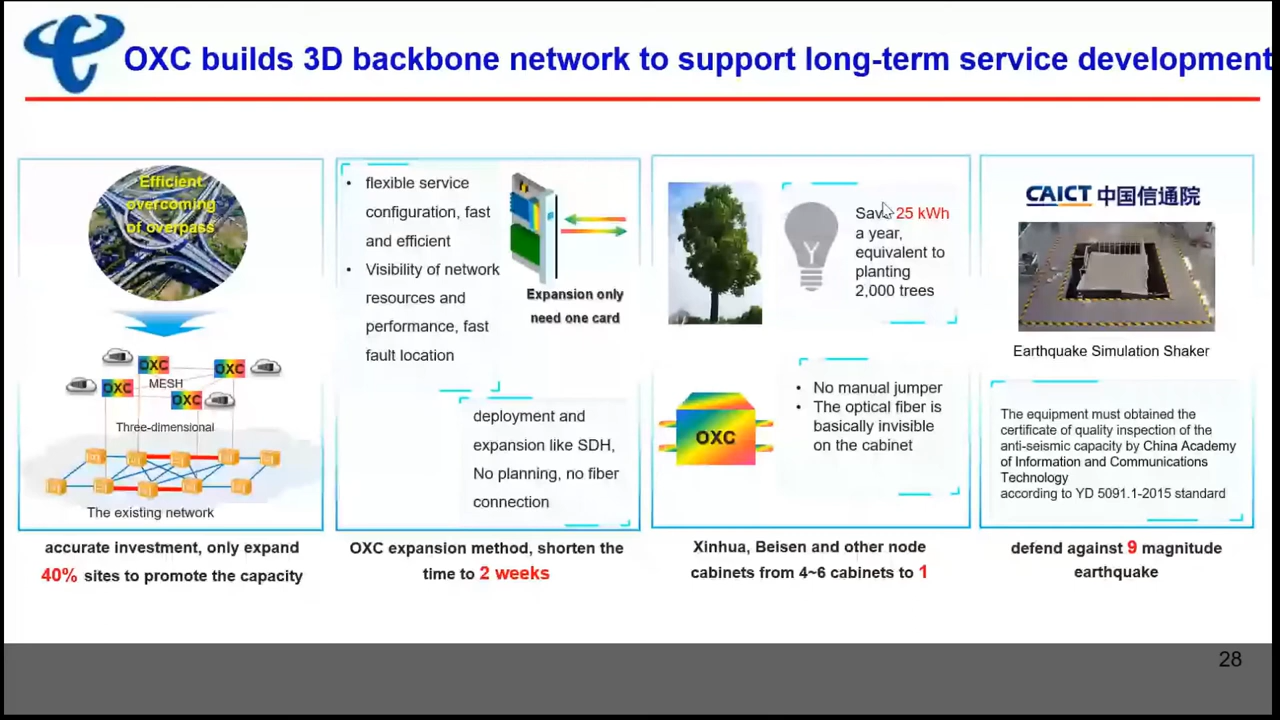 OXC builds 3D backbone network to support long-term service development
Efficient
overcoming
of overpass
OXC
OXC
OXC
MESH
OXC
Three-dimensional
The existing network
accurate investment, only expand
40% sites to promote the capacity
• flexible service
configuration, fast
and efficient
• Visibility of network
resources and
performance, fast
fault location
Expansion only
need one card
deployment and
expansion like SDH,
No planning, no fiber
connection
OXC expansion method, shorten the
time to 2 weeks
Save 25 kWh
a year,
equivalent to
planting
2,000 trees
OXC
• No manual jumper
• The optical fiber is
basically invisible
on the cabinet
Xinhua, Beisen and other node
cabinets from 4~6 cabinets to 1
CAICT 中国信通院
Earthquake Simulation Shaker
The equipment must obtained the
certificate of quality inspection of the
anti-seismic capacity by China Academy
of Information and Communications
Technology
according to YD 5091.1-2015 standard
defend against 9 magnitude
earthquake
28